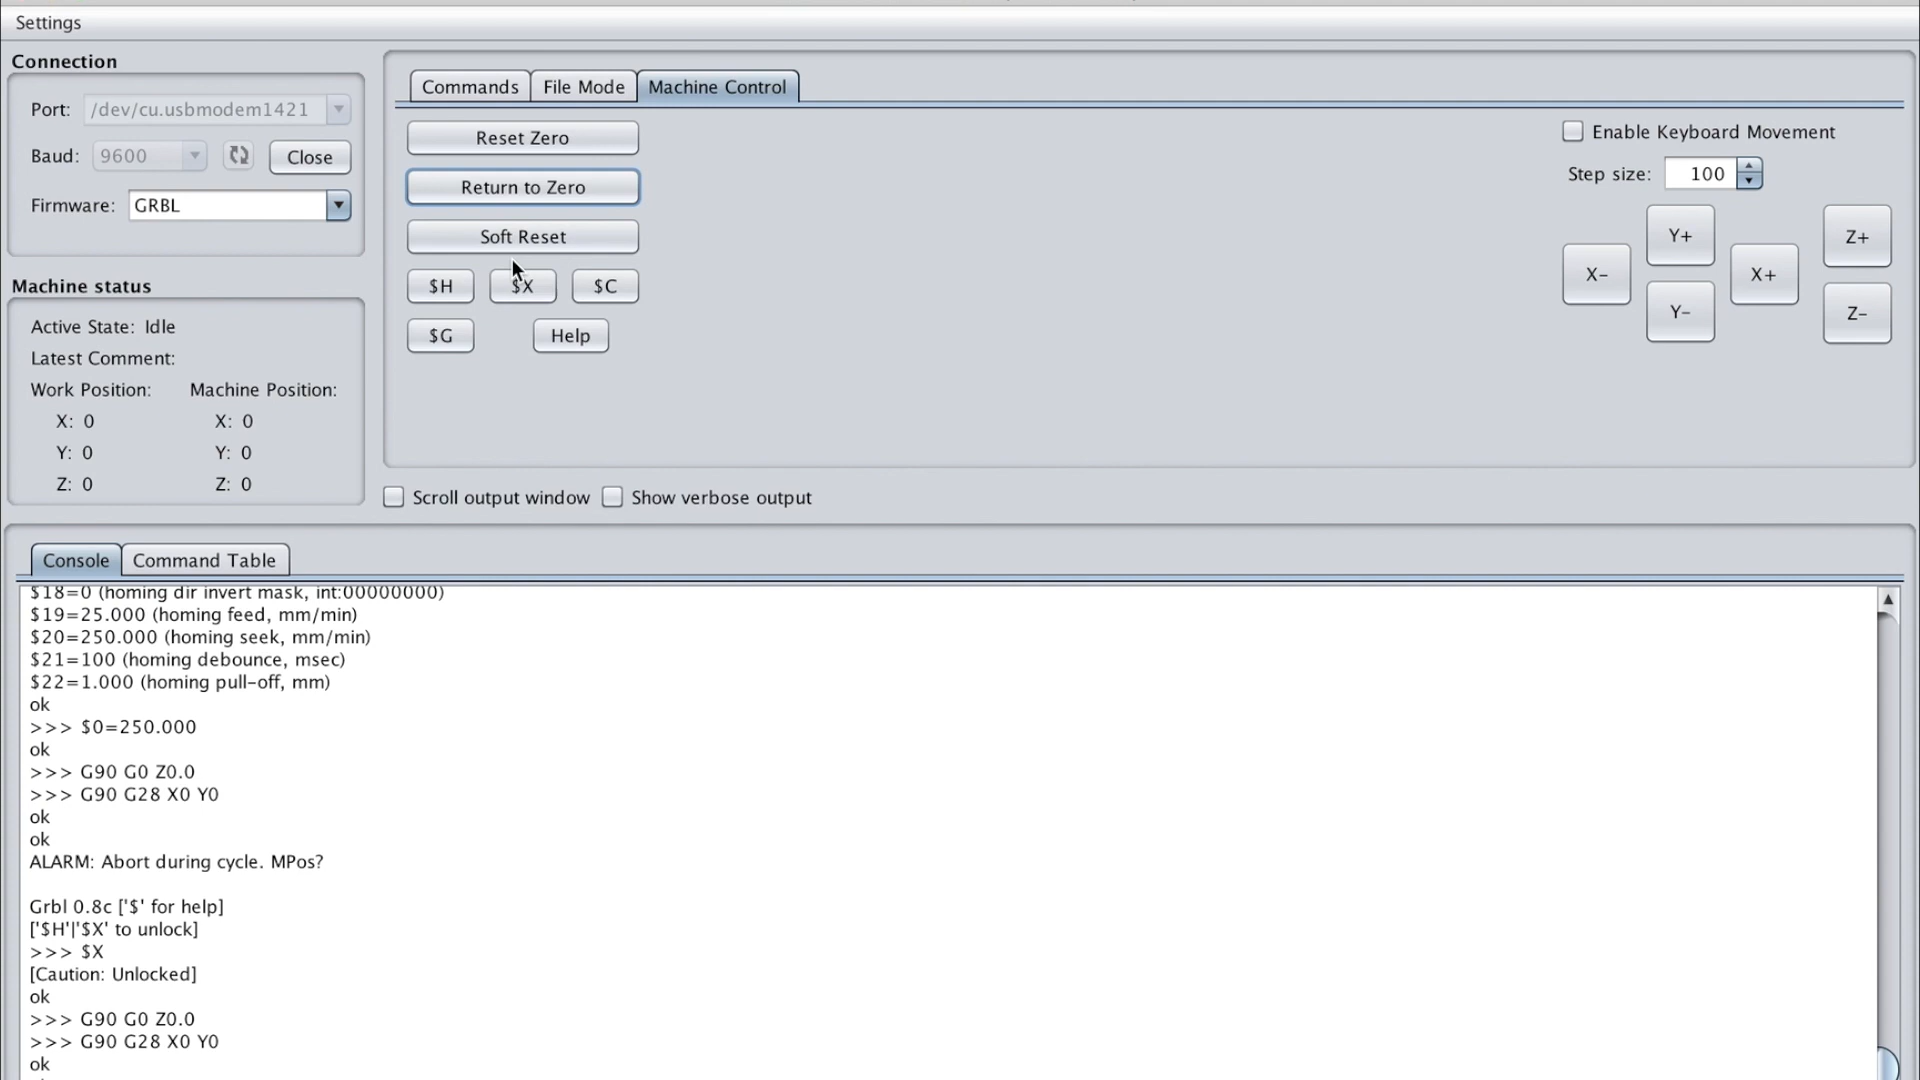 Settings
Connection
Port: /dev/cu.usbmodem1421
Baud: 9600 Close
Firmware: GRBL
Machine status
Active State: Idle
Latest Comment:
Work Position: Machine Position:
X: 0 X: 0
Y: 0 Y: 0
Z: 0 Z: 0
Commands File Mode Machine Control
Reset Zero
Return to Zero
Soft Reset
$H $X $C
$G Help
Enable Keyboard Movement
Step size: 100
Y+ Z+
X- X+
Y- Z-
Scroll output window Show verbose output
Console Command Table
$18=0 (homing dir invert mask, int:00000000)
$19=25.000 (homing feed, mm/min)
$20=250.000 (homing seek, mm/min)
$21=100 (homing debounce, msec)
$22=1.000 (homing pull-off, mm)
ok
>>> $0=250.000
ok
>>> G90 G0 Z0.0
>>> G90 G28 X0 Y0
ok
ok
ALARM: Abort during cycle. MPos?
Grbl 0.8c ['$' for help]
['$H'|'$X' to unlock]
>>> $X
[Caution: Unlocked]
ok
>>> G90 G0 Z0.0
>>> G90 G28 X0 Y0
ok